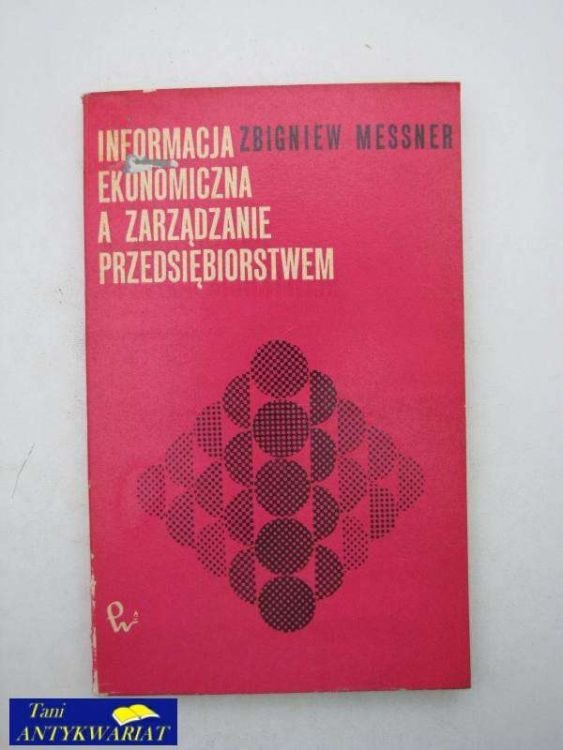 INFORMACJA ZBIGNIEW MESSNER
EKONOMICZNA
A ZARZĄDZANIE
PRZEDSIĘBIORSTWEM
Tani
ANTYKWARIAT